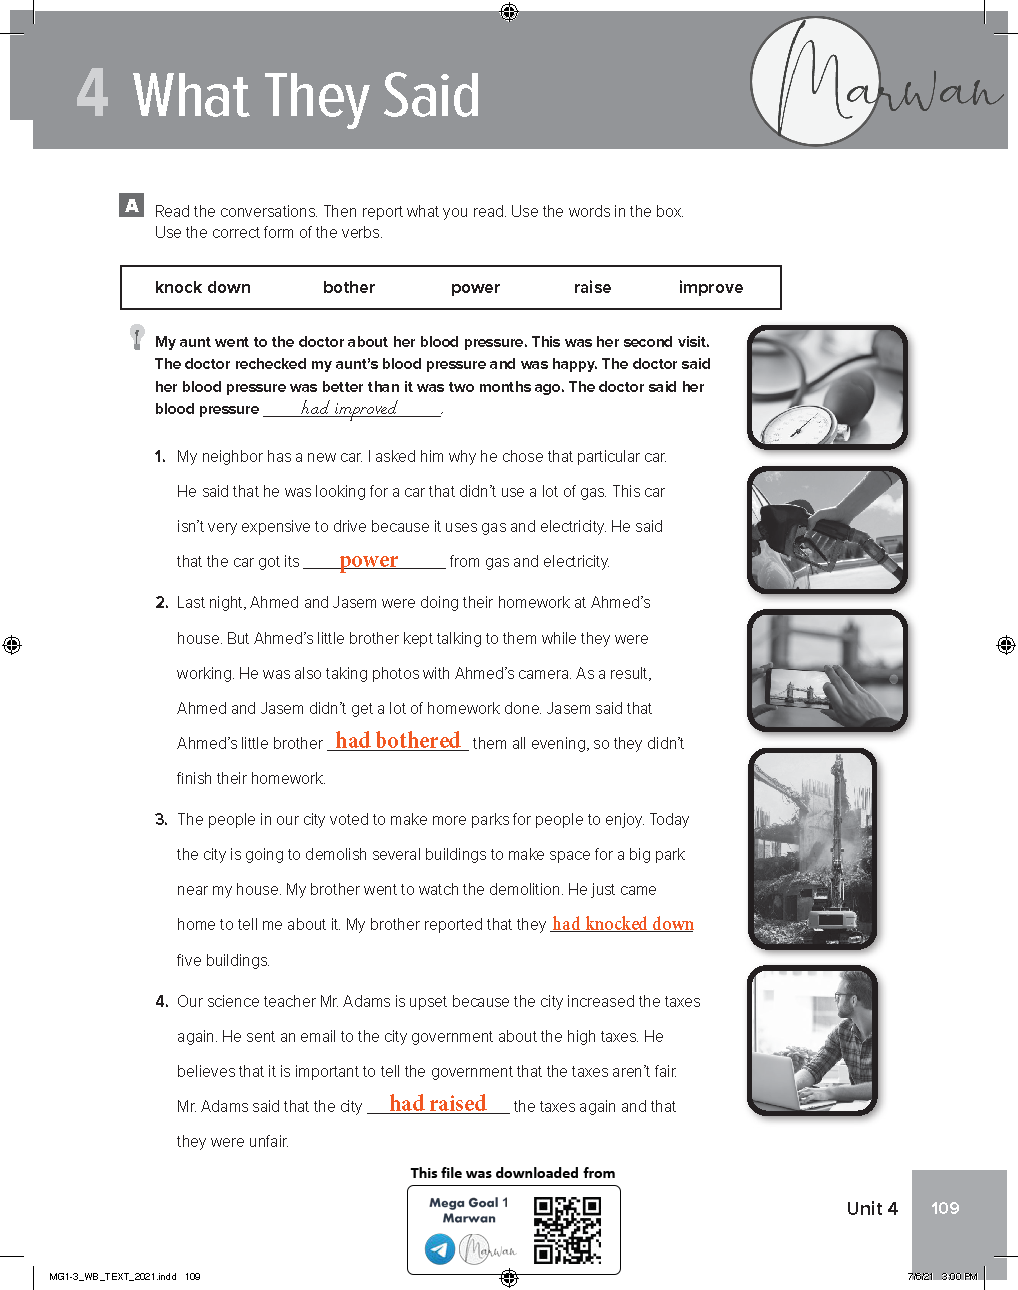 4 What They Said
Marwan
A Read the conversations. Then report what you read. Use the words in the box.
Use the correct form of the verbs.
knock down bother power raise improve
My aunt went to the doctor about her blood pressure. This was her second visit.
The doctor rechecked my aunt's blood pressure and was happy. The doctor said
her blood pressure was better than it was two months ago. The doctor said her
blood pressure had improved.
1. My neighbor has a new car. I asked him why he chose that particular car.
He said that he was looking for a car that didn't use a lot of gas. This car
isn't very expensive to drive because it uses gas and electricity. He said
that the car got its power from gas and electricity.
2. Last night, Ahmed and Jasem were doing their homework at Ahmed's
house. But Ahmed's little brother kept talking to them while they were
working. He was also taking photos with Ahmed's camera. As a result,
Ahmed and Jasem didn't get a lot of homework done. Jasem said that
Ahmed's little brother had bothered them all evening, so they didn't
finish their homework.
3. The people in our city voted to make more parks for people to enjoy. Today
the city is going to demolish several buildings to make space for a big park
near my house. My brother went to watch the demolition. He just came
home to tell me about it. My brother reported that they had knocked down
five buildings.
4. Our science teacher Mr. Adams is upset because the city increased the taxes
again. He sent an email to the city government about the high taxes. He
believes that it is important to tell the government that the taxes aren't fair.
Mr. Adams said that the city had raised the taxes again and that
they were unfair.
This file was downloaded from
Mega Goal 1
Marwan
Marwan
Unit 4 109
MG1-3_WB_TEXT_2021.indd 109
7/6/21 3:00 PM